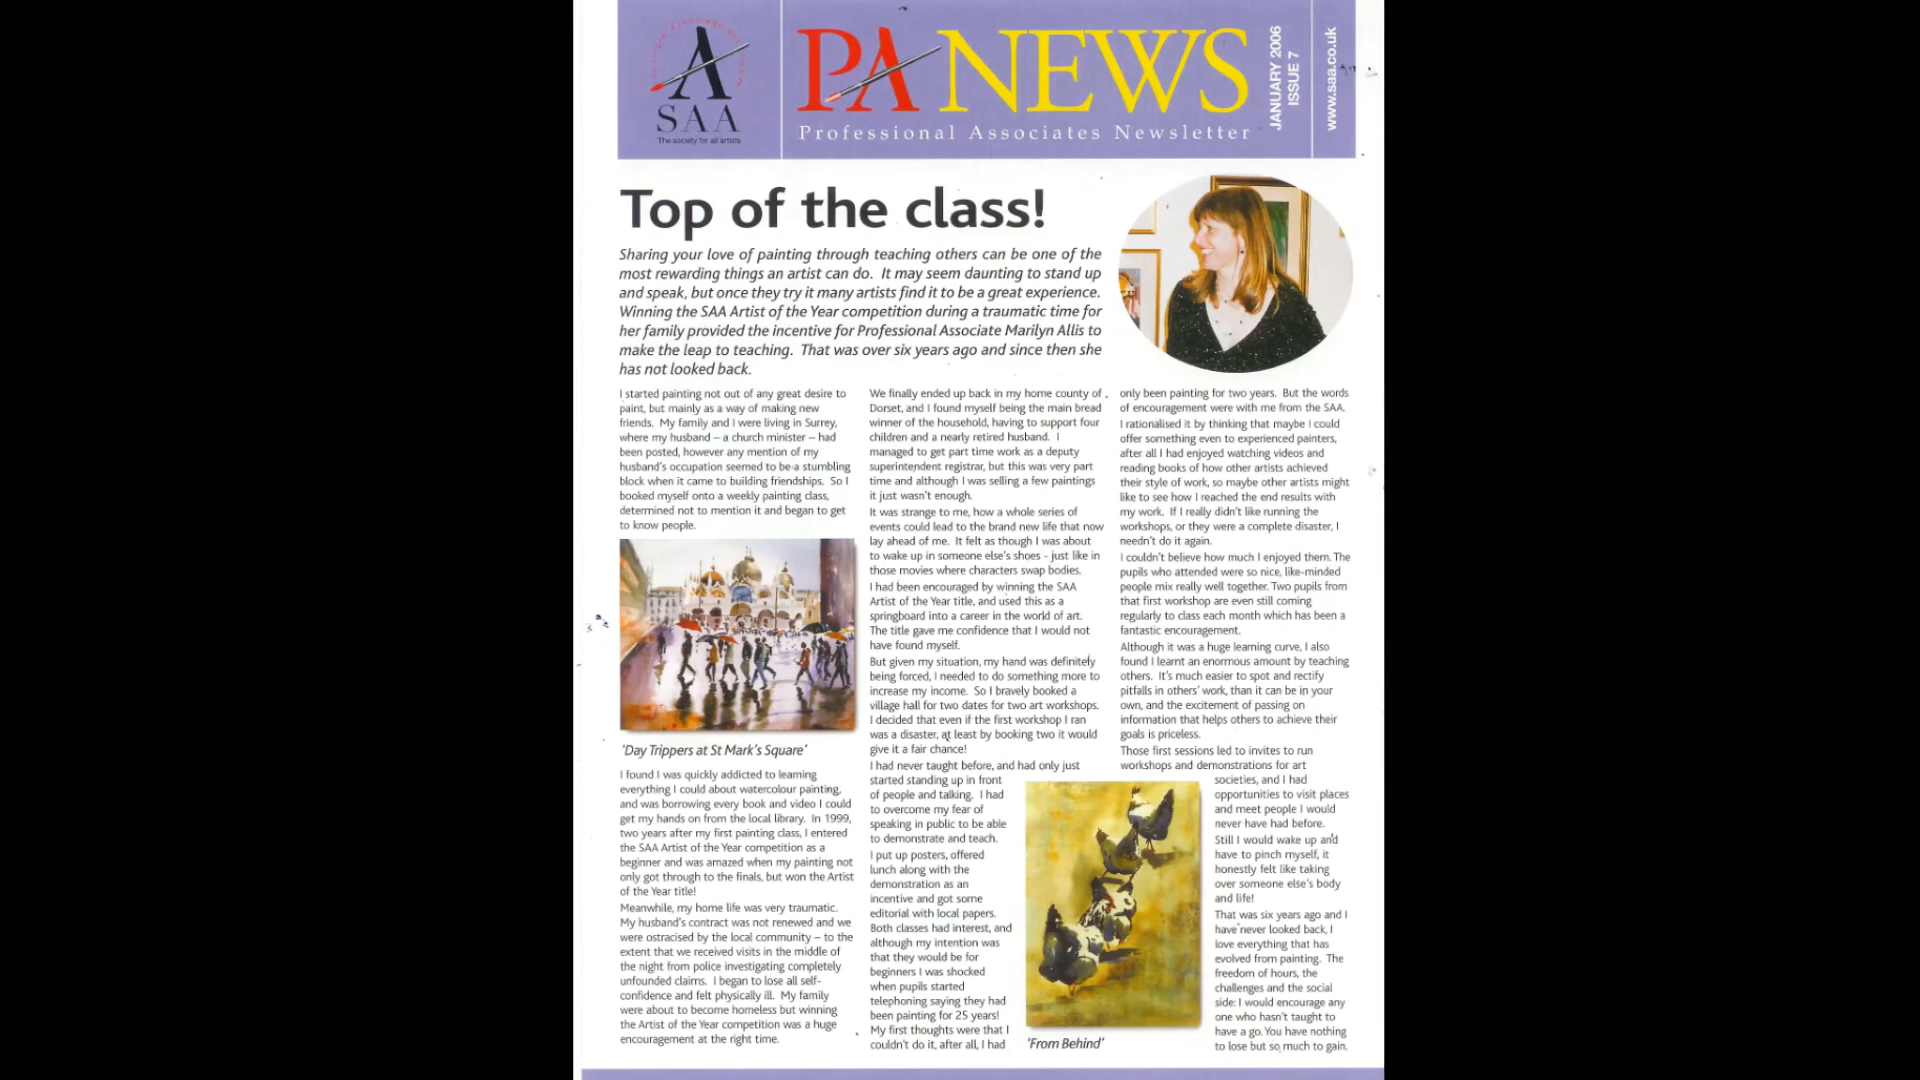 SAA
The society for all artists
PA NEWS
Professional Associates Newsletter
JANUARY 2006
ISSUE 7
www.saa.co.uk
Top of the class!
Sharing your love of painting through teaching others can be one of the
most rewarding things an artist can do. It may seem daunting to stand up
and speak, but once they try it many artists find it to be a great experience.
Winning the SAA Artist of the Year competition during a traumatic time for
her family provided the incentive for Professional Associate Marilyn Allis to
make the leap to teaching. That was over six years ago and since then she
has not looked back.
I started painting not out of any great desire to
paint, but mainly as a way of making new
friends. My family and I were living in Surrey,
where my husband – a church minister – had
been posted, however any mention of my
husband's occupation seemed to be a stumbling
block when it came to building friendships. So I
booked myself onto a weekly painting class,
determined not to mention it and began to get
to know people.
'Day Trippers at St Mark's Square'
I found I was quickly addicted to learning
everything I could about watercolour painting,
and was borrowing every book and video I could
get my hands on from the local library. In 1999,
two years after my first painting class, I entered
the SAA Artist of the Year competition as a
beginner and was amazed when my painting not
only got through to the finals, but won the Artist
of the Year title!
Meanwhile, my home life was very traumatic.
My husband's contract was not renewed and we
were ostracised by the local community – to the
extent that we received visits in the middle of
the night from police investigating completely
unfounded claims. I began to lose all self-
confidence and felt physically ill. My family
were about to become homeless but winning
the Artist of the Year competition was a huge
encouragement at the right time.
We finally ended up back in my home county of
Dorset, and I found myself being the main bread
winner of the household, having to support four
children and a nearly retired husband. I
managed to get part time work as a deputy
superintendent registrar, but this was very part
time and although I was selling a few paintings
it just wasn't enough.
It was strange to me, how a whole series of
events could lead to the brand new life that now
lay ahead of me. It felt as though I was about
to wake up in someone else's shoes - just like in
those movies where characters swap bodies.
I had been encouraged by winning the SAA
Artist of the Year title, and used this as a
springboard into a career in the world of art.
The title gave me confidence that I would not
have found myself.
But given my situation, my hand was definitely
being forced, I needed to do something more to
increase my income. So I bravely booked a
village hall for two dates for two art workshops.
I decided that even if the first workshop I ran
was a disaster, at least by booking two it would
give it a fair chance!
I had never taught before, and had only just
started standing up in front
of people and talking. I had
to overcome my fear of
speaking in public to be able
to demonstrate and teach.
I put up posters, offered
lunch along with the
demonstration as an
incentive and got some
editorial with local papers.
Both classes had interest, and
although my intention was
that they would be for
beginners I was shocked
when pupils started
telephoning saying they had
been painting for 25 years!
My first thoughts were that I
couldn't do it, after all, I had
'From Behind'
only been painting for two years. But the words
of encouragement were with me from the SAA.
I rationalised it by thinking that maybe I could
offer something even to experienced painters,
after all I had enjoyed watching videos and
reading books of how other artists achieved
their style of work, so maybe other artists might
like to see how I reached the end results with
my work. If I really didn't like running the
workshops, or they were a complete disaster, I
needn't do it again.
I couldn't believe how much I enjoyed them. The
pupils who attended were so nice, like-minded
people mix really well together. Two pupils from
that first workshop are even still coming
regularly to class each month which has been a
fantastic encouragement.
Although it was a huge learning curve, I also
found I learnt an enormous amount by teaching
others. It's much easier to spot and rectify
pitfalls in others' work, than it can be in your
own, and the excitement of passing on
information that helps others to achieve their
goals is priceless.
Those first sessions led to invites to run
workshops and demonstrations for art
societies, and I had
opportunities to visit places
and meet people I would
never have had before.
Still I would wake up and
have to pinch myself, it
honestly felt like taking
over someone else's body
and life!
That was six years ago and I
have never looked back, I
love everything that has
evolved from painting. The
freedom of hours, the
challenges and the social
side: I would encourage any
one who hasn't taught to
have a go. You have nothing
to lose but so much to gain.